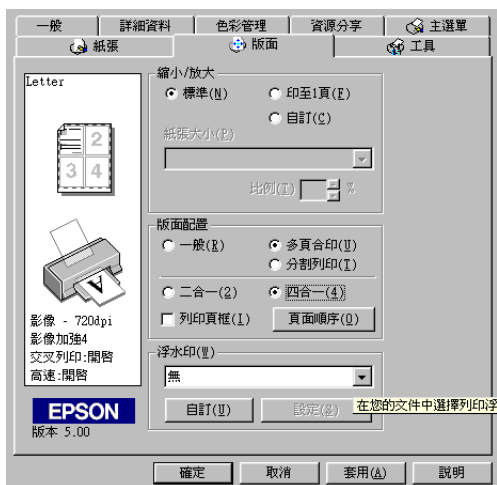 一般 詳細資料 色彩管理 資源分享 主選單
紙張 版面 工具
Letter
2
3 4
影像 - 720dpi
影像加強4
交叉列印:開啓
高速:開啓
EPSON
版本 5.00
縮小/放大
標準(N) 印至1頁(F)
自訂(C)
紙張大小(P)
比例(T) %
版面配置
一般(R) 多頁合印(U)
分割列印(I)
二合一(2) 四合一(4)
列印頁框(I) 頁面順序(O)
浮水印(W)
無
自訂(U) 設定(S)
在您的文件中選擇列印浮
確定 取消 套用(A) 說明